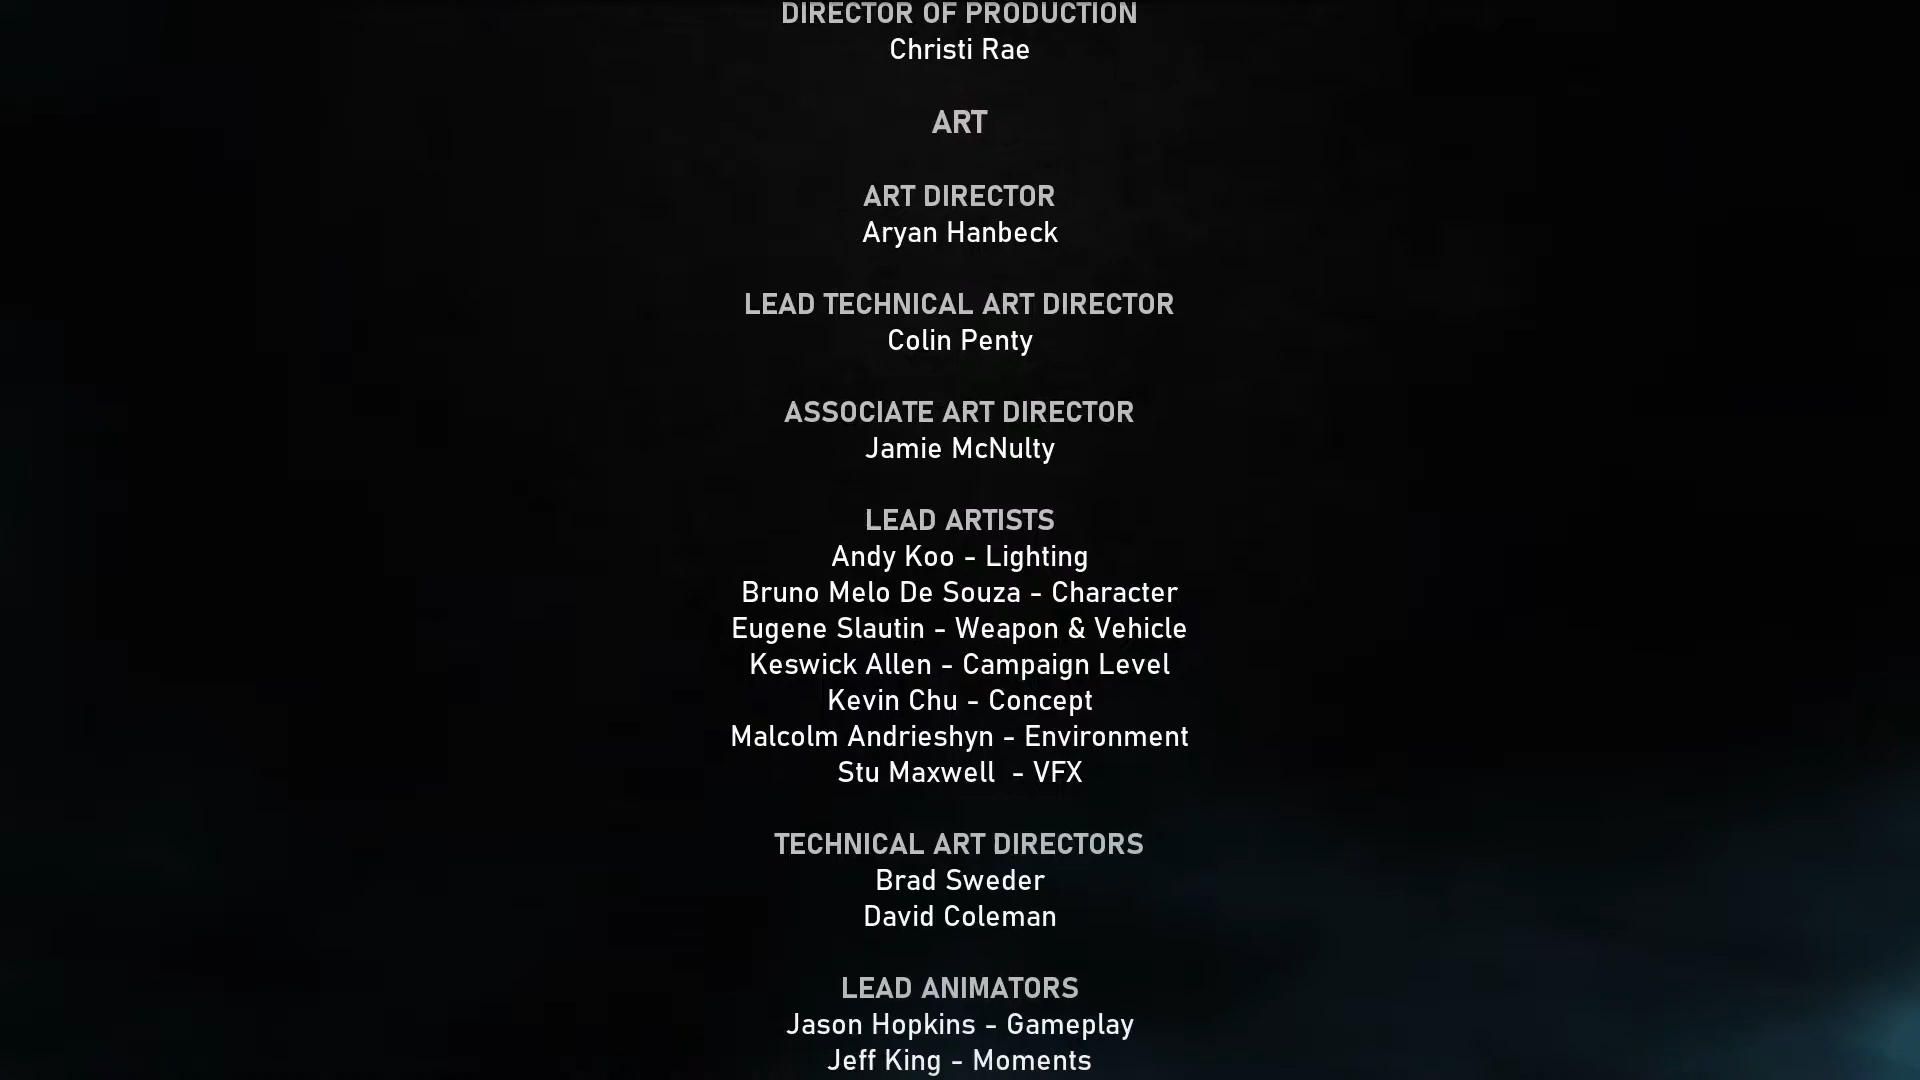 DIRECTOR OF PRODUCTION
Christi Rae
ART
ART DIRECTOR
Aryan Hanbeck
LEAD TECHNICAL ART DIRECTOR
Colin Penty
ASSOCIATE ART DIRECTOR
Jamie McNulty
LEAD ARTISTS
Andy Koo - Lighting
Bruno Melo De Souza - Character
Eugene Slautin - Weapon & Vehicle
Keswick Allen - Campaign Level
Kevin Chu - Concept
Malcolm Andrieshyn - Environment
Stu Maxwell  - VFX
TECHNICAL ART DIRECTORS
Brad Sweder
David Coleman
LEAD ANIMATORS
Jason Hopkins - Gameplay
Jeff King - Moments